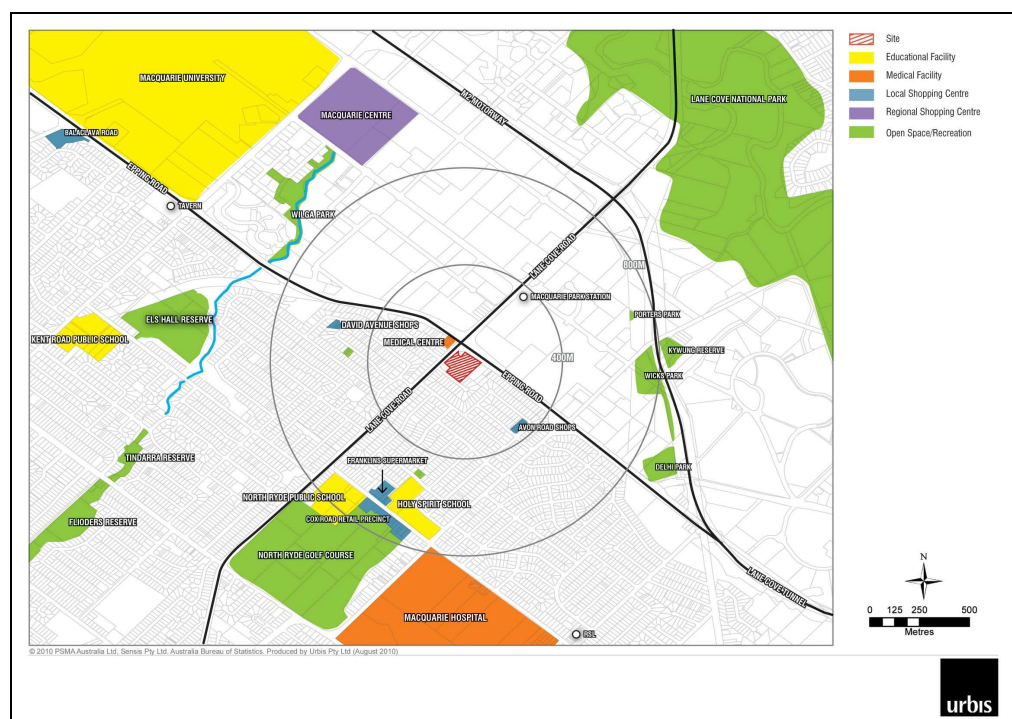 MACQUARIE UNIVERSITY
MACQUARIE CENTRE
M2 MOTORWAY
LANE COVE NATIONAL PARK
BALACLAVA ROAD
EPPING ROAD
TAVERN
WILGA PARK
LANE COVE ROAD
800M
MACQUARIE PARK STATION
ELS HALL RESERVE
PORTERS PARK
DAVID AVENUE SHOPS
KENT ROAD PUBLIC SCHOOL
MEDICAL CENTRE
KYWUNG RESERVE
400M
WICKS PARK
EPPING ROAD
LANE COVE ROAD
AVON ROAD SHOPS
TINDARRA RESERVE
FRANKLINS SUPERMARKET
DELHI PARK
NORTH RYDE PUBLIC SCHOOL
HOLY SPIRIT SCHOOL
FLIODERS RESERVE
COX ROAD RETAIL PRECINCT
NORTH RYDE GOLF COURSE
LANE COVE TUNNEL
MACQUARIE HOSPITAL
RSL
Site
Educational Facility
Medical Facility
Local Shopping Centre
Regional Shopping Centre
Open Space/Recreation
N
0 125 250 500
Metres
© 2010 PSMA Australia Ltd. Sensis Pty Ltd. Australia Bureau of Statistics. Produced by Urbis Pty Ltd (August 2010)
urbis